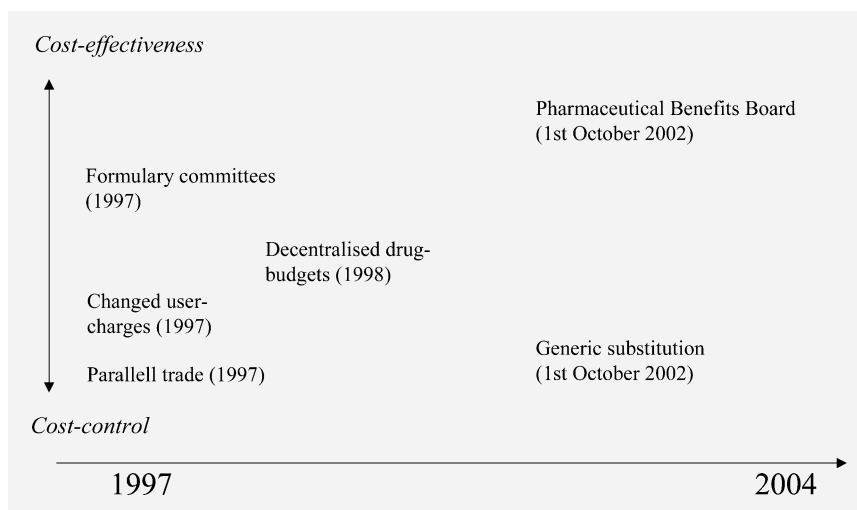 Cost-effectiveness
Pharmaceutical Benefits Board
(1st October 2002)
Formulary committees
(1997)
Decentralised drug-
budgets (1998)
Changed user-
charges (1997)
Generic substitution
(1st October 2002)
Parallell trade (1997)
Cost-control
1997
2004